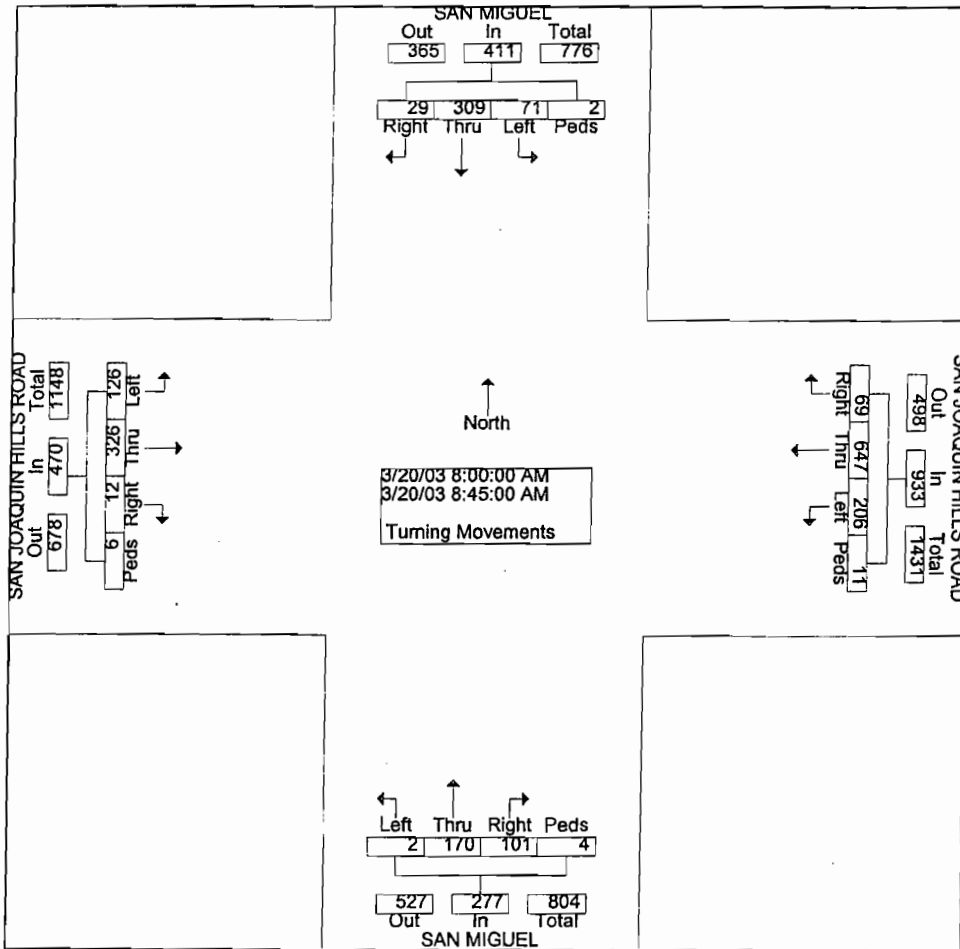 SAN MIGUEL
Out In Total
365 411 776
29 309 71 2
Right Thru Left Peds
SAN JOAQUIN HILLS ROAD
Out In Total
678 470 1148
6 12 326 126
Peds Right Thru Left
North
3/20/03 8:00:00 AM
3/20/03 8:45:00 AM
Turning Movements
SAN JOAQUIN HILLS ROAD
Out In Total
498 933 1431
69 647 206 11
Right Thru Left Peds
Left Thru Right Peds
2 170 101 4
527 277 804
Out In Total
SAN MIGUEL